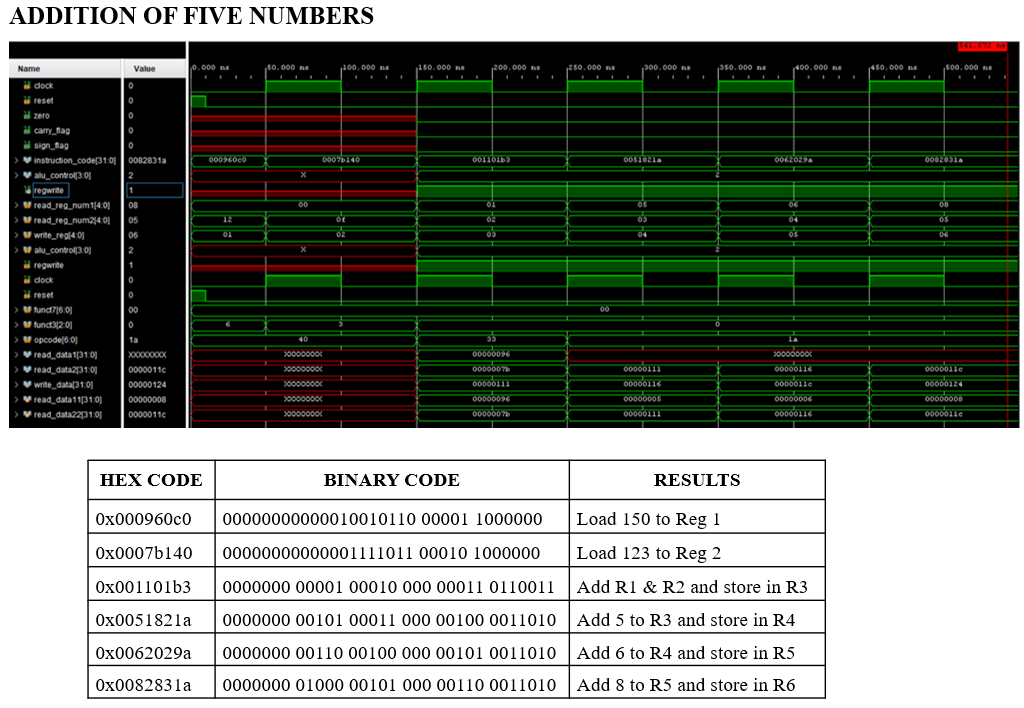 ADDITION OF FIVE NUMBERS
541.672 ns
Name Value
0.000 ns 50.000 ns 100.000 ns 150.000 ns 200.000 ns 250.000 ns 300.000 ns 350.000 ns 400.000 ns 450.000 ns 500.000 ns
clock 0
reset 0
zero 0
carry_flag 0
sign_flag 0
instruction_code[31:0] 0082831a 000960c0 0007b140 001101b3 0051821a 0062029a 0082831a
alu_control[3:0] 2 X 2
regwrite 1
read_reg_num1[4:0] 08 00 01 05 06 08
read_reg_num2[4:0] 05 12 0f 02 03 04 05
write_reg[4:0] 06 01 02 03 04 05 06
alu_control[3:0] 2 X 2
regwrite 1
clock 0
reset 0
funct7[6:0] 00 00
funct3[2:0] 0 6 3 0
opcode[6:0] 1a 40 33 1a
read_data1[31:0] XXXXXXXX XXXXXXXX 00000096 XXXXXXXX
read_data2[31:0] 0000011c XXXXXXXX 0000007b 00000111 00000116 0000011c
write_data[31:0] 00000124 XXXXXXXX 00000111 00000116 0000011c 00000124
read_data11[31:0] 00000008 XXXXXXXX 00000096 00000005 00000006 00000008
read_data22[31:0] 0000011c XXXXXXXX 0000007b 00000111 00000116 0000011c
HEX CODE BINARY CODE RESULTS
0x000960c0 00000000000010010110 00001 1000000 Load 150 to Reg 1
0x0007b140 00000000000001111011 00010 1000000 Load 123 to Reg 2
0x001101b3 0000000 00001 00010 000 00011 0110011 Add R1 & R2 and store in R3
0x0051821a 0000000 00101 00011 000 00100 0011010 Add 5 to R3 and store in R4
0x0062029a 0000000 00110 00100 000 00101 0011010 Add 6 to R4 and store in R5
0x0082831a 0000000 01000 00101 000 00110 0011010 Add 8 to R5 and store in R6